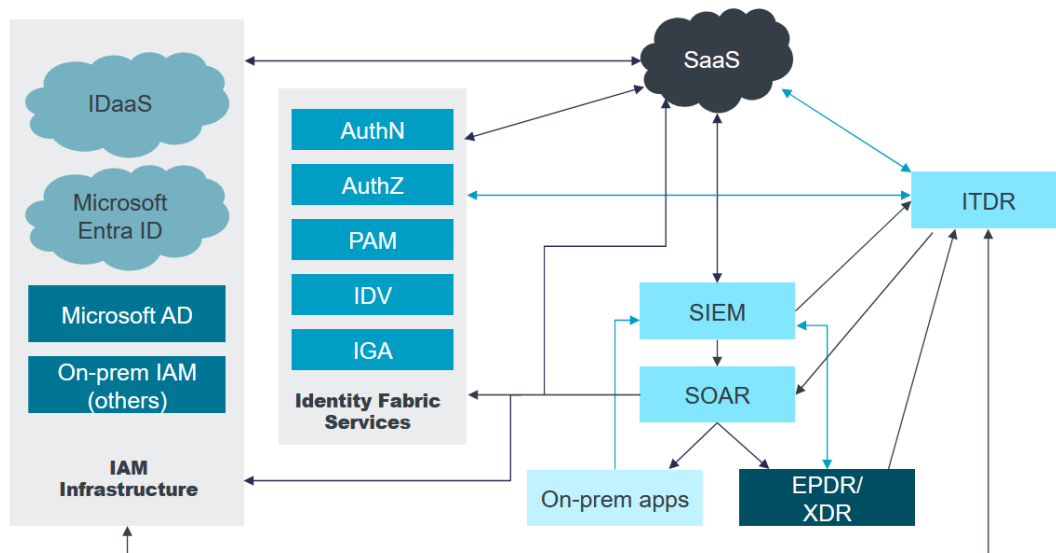 IDaaS
Microsoft
Entra ID
Microsoft AD
On-prem IAM
(others)
IAM
Infrastructure
AuthN
AuthZ
PAM
IDV
IGA
Identity Fabric
Services
SaaS
ITDR
SIEM
SOAR
On-prem apps
EPDR/
XDR